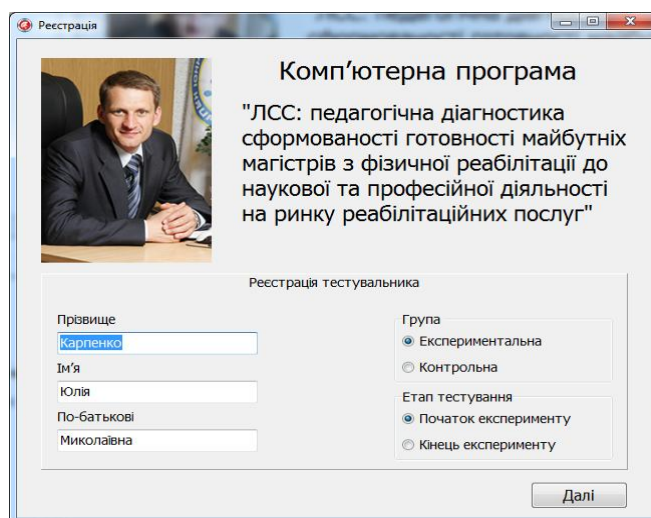 Реєстрація
Комп'ютерна програма
"ЛСС: педагогічна діагностика
сформованості готовності майбутніх
магістрів з фізичної реабілітації до
наукової та професійної діяльності
на ринку реабілітаційних послуг"
Реєстрація тестувальника
Прізвище
Карпенко
Ім'я
Юлія
По-батькові
Миколаївна
Група
Експериментальна
Контрольна
Етап тестування
Початок експерименту
Кінець експерименту
Далі